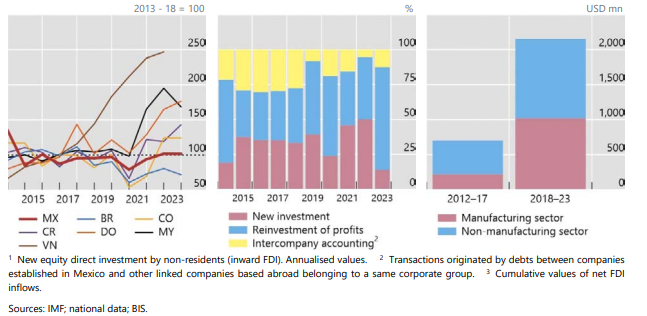 2013 - 18 = 100
%
USD mn
250
200
150
100
50
2015 2017 2019 2021 2023
MX BR CO
CR DO MY
VN
100
75
50
25
0
2015 2017 2019 2021 2023
New investment
Reinvestment of profits
Intercompany accounting2
2,000
1,500
1,000
500
0
2012–17 2018–23
Manufacturing sector
Non-manufacturing sector
1 New equity direct investment by non-residents (inward FDI). Annualised values. 2 Transactions originated by debts between companies
established in Mexico and other linked companies based abroad belonging to a same corporate group. 3 Cumulative values of net FDI
inflows.
Sources: IMF; national data; BIS.